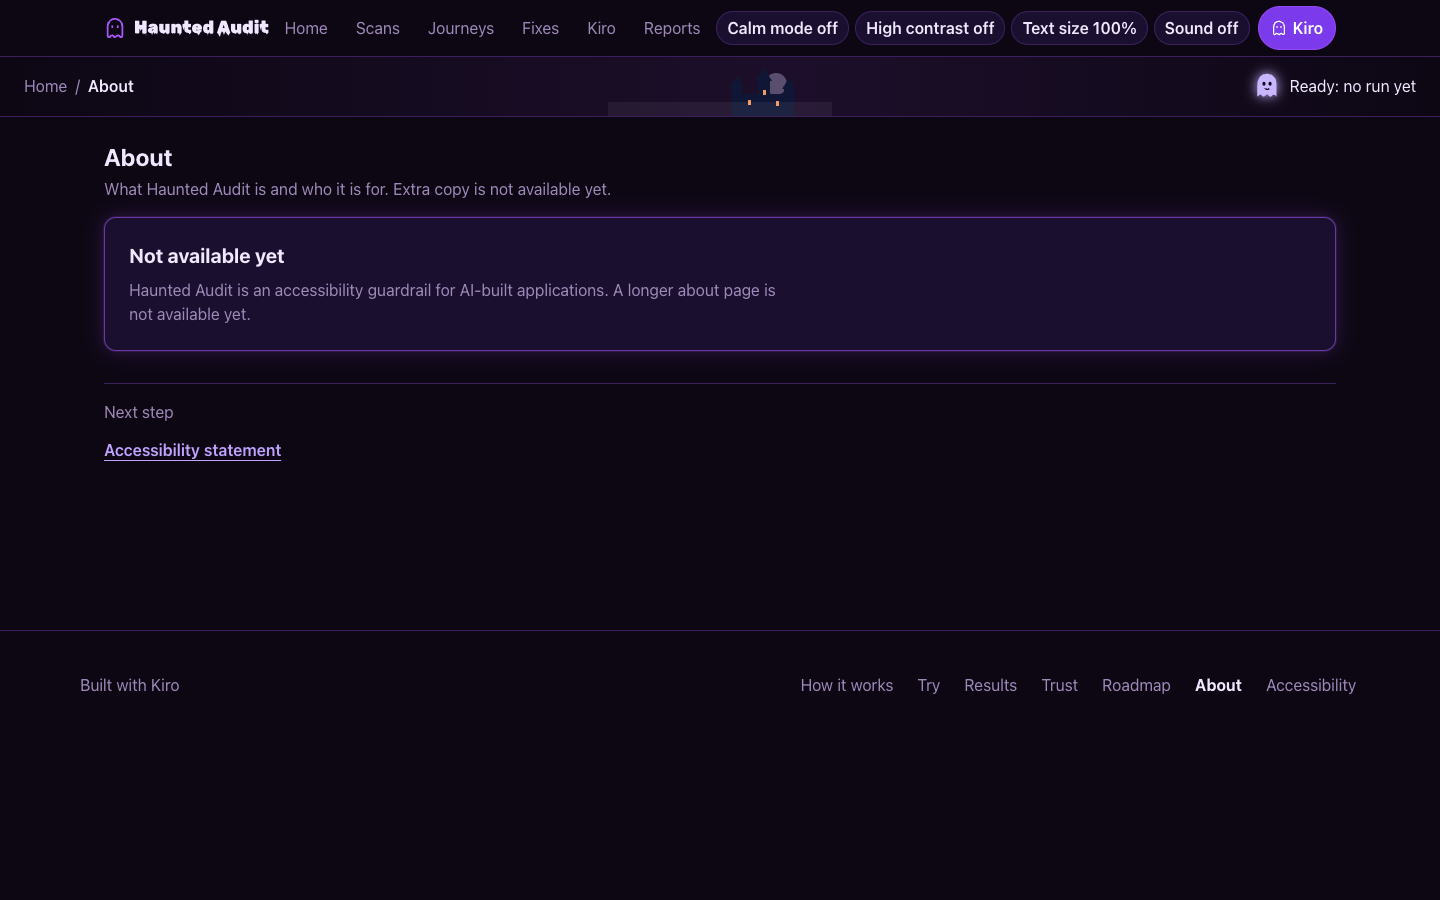 Haunted Audit Home Scans Journeys Fixes Kiro Reports Calm mode off High contrast off Text size 100% Sound off Kiro
Home / About Ready: no run yet
About
What Haunted Audit is and who it is for. Extra copy is not available yet.
Not available yet
Haunted Audit is an accessibility guardrail for AI-built applications. A longer about page is
not available yet.
Next step
Accessibility statement
Built with Kiro How it works Try Results Trust Roadmap About Accessibility